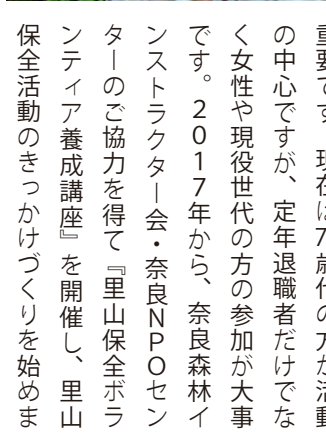 重要です。現在は7歳代の方が活動
の中心ですが、定年退職者だけでな
く女性や現役世代の方の参加が大事
です。2017年から、奈良森林イ
ンストラクター会・奈良NPOセン
ターのご協力を得て『里山保全ボラ
ンティア養成講座』を開催し、里山
保全活動のきっかけづくりを始めま